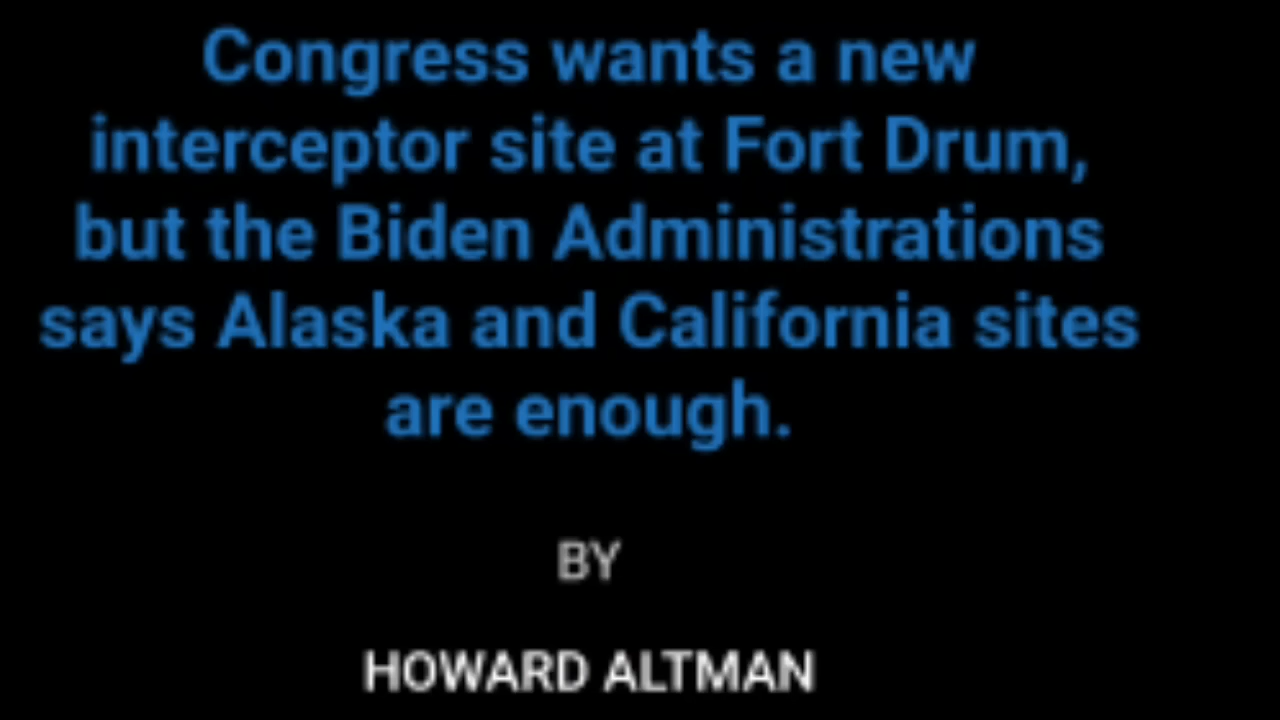 Congress wants a new
interceptor site at Fort Drum,
but the Biden Administrations
says Alaska and California sites
are enough.
BY
HOWARD ALTMAN